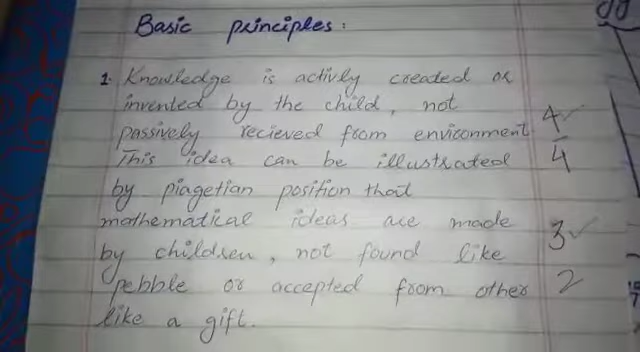 Basic principles:
1. Knowledge is activly created or
invented by the child, not
passively recieved from environment
This idea can be illustrated
by piagetian position that
mathematical ideas are made
by children, not found like
pebble or accepted from other
like a gift.
4
4
3
2